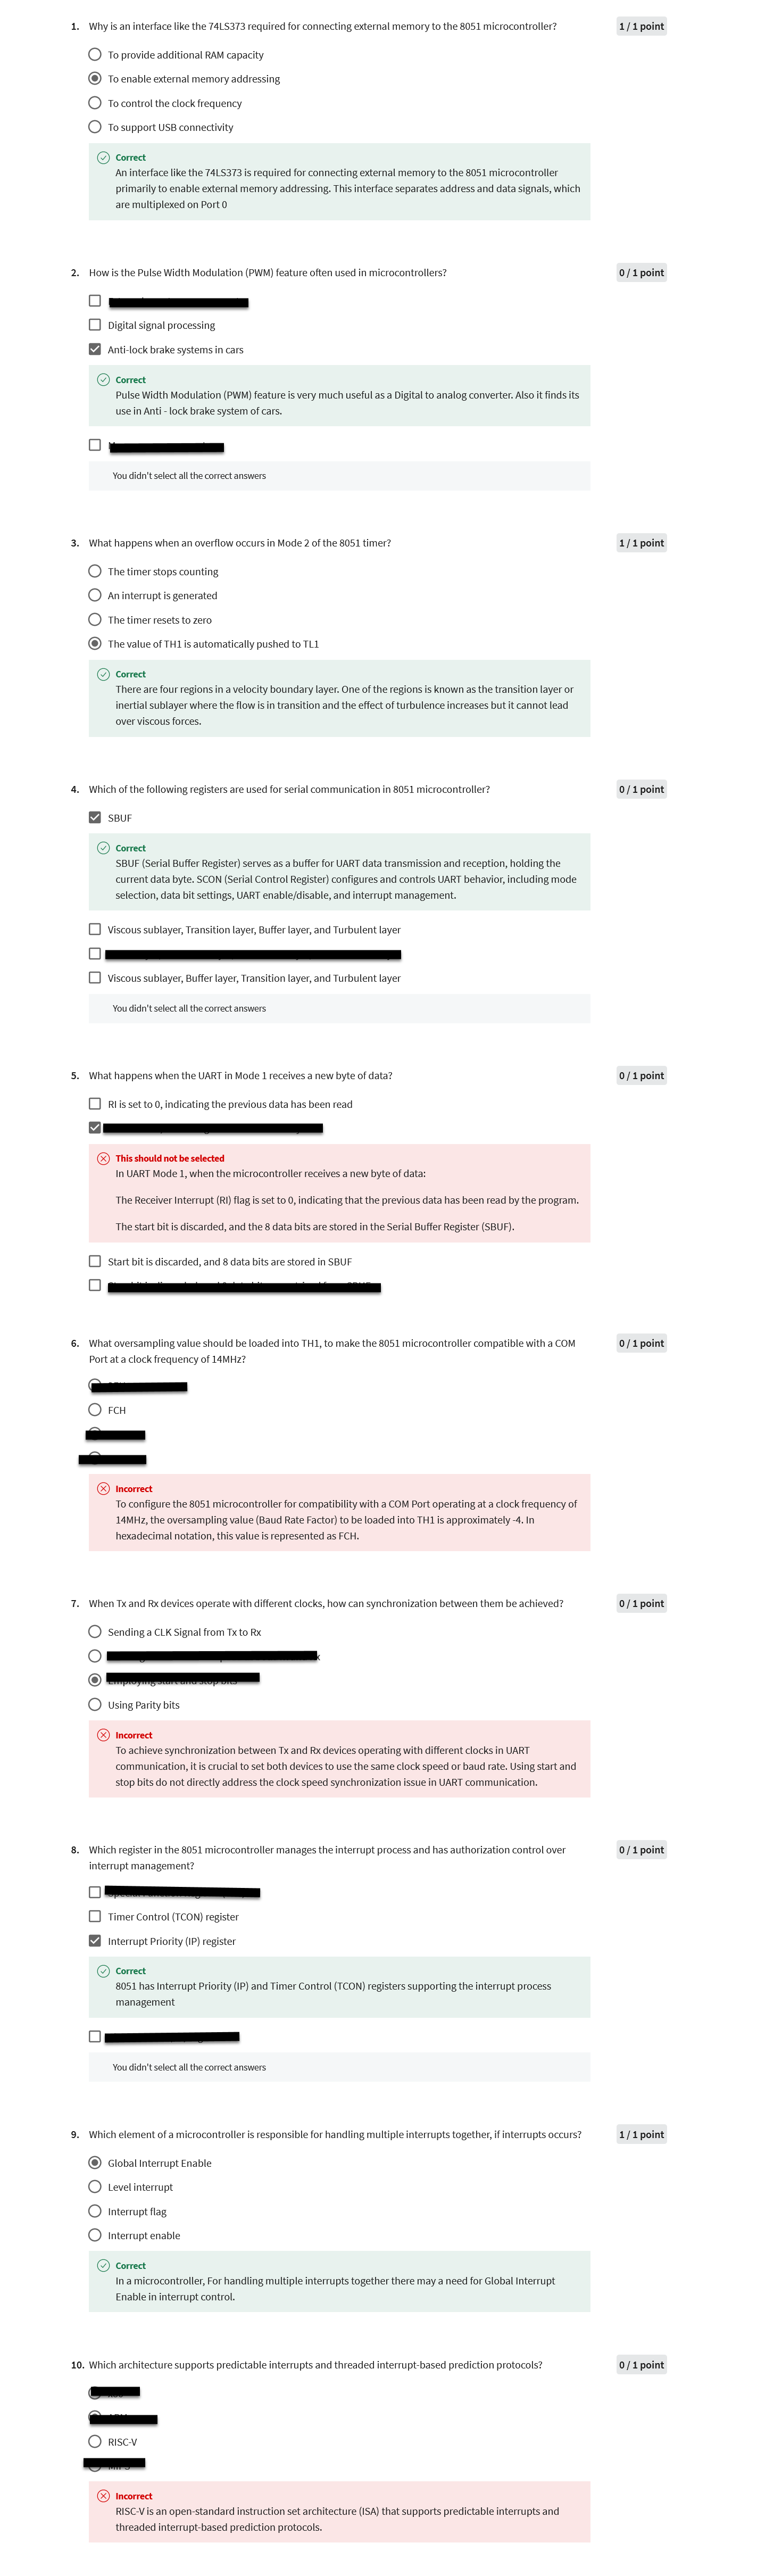 1. Why is an interface like the 74LS373 required for connecting external memory to the 8051 microcontroller?
1 / 1 point
To provide additional RAM capacity
To enable external memory addressing
To control the clock frequency
To support USB connectivity
Correct
An interface like the 74LS373 is required for connecting external memory to the 8051 microcontroller
primarily to enable external memory addressing. This interface separates address and data signals, which
are multiplexed on Port 0
2. How is the Pulse Width Modulation (PWM) feature often used in microcontrollers?
0 / 1 point
Digital signal processing
Anti-lock brake systems in cars
Correct
Pulse Width Modulation (PWM) feature is very much useful as a Digital to analog converter. Also it finds its
use in Anti - lock brake system of cars.
You didn't select all the correct answers
3. What happens when an overflow occurs in Mode 2 of the 8051 timer?
1 / 1 point
The timer stops counting
An interrupt is generated
The timer resets to zero
The value of TH1 is automatically pushed to TL1
Correct
There are four regions in a velocity boundary layer. One of the regions is known as the transition layer or
inertial sublayer where the flow is in transition and the effect of turbulence increases but it cannot lead
over viscous forces.
4. Which of the following registers are used for serial communication in 8051 microcontroller?
0 / 1 point
SBUF
Correct
SBUF (Serial Buffer Register) serves as a buffer for UART data transmission and reception, holding the
current data byte. SCON (Serial Control Register) configures and controls UART behavior, including mode
selection, data bit settings, UART enable/disable, and interrupt management.
Viscous sublayer, Transition layer, Buffer layer, and Turbulent layer
Viscous sublayer, Buffer layer, Transition layer, and Turbulent layer
You didn't select all the correct answers
5. What happens when the UART in Mode 1 receives a new byte of data?
0 / 1 point
RI is set to 0, indicating the previous data has been read
This should not be selected
In UART Mode 1, when the microcontroller receives a new byte of data:
The Receiver Interrupt (RI) flag is set to 0, indicating that the previous data has been read by the program.
The start bit is discarded, and the 8 data bits are stored in the Serial Buffer Register (SBUF).
Start bit is discarded, and 8 data bits are stored in SBUF
6. What oversampling value should be loaded into TH1, to make the 8051 microcontroller compatible with a COM
Port at a clock frequency of 14MHz?
0 / 1 point
FCH
Incorrect
To configure the 8051 microcontroller for compatibility with a COM Port operating at a clock frequency of
14MHz, the oversampling value (Baud Rate Factor) to be loaded into TH1 is approximately -4. In
hexadecimal notation, this value is represented as FCH.
7. When Tx and Rx devices operate with different clocks, how can synchronization between them be achieved?
0 / 1 point
Sending a CLK Signal from Tx to Rx
Employing start and stop bits
Using Parity bits
Incorrect
To achieve synchronization between Tx and Rx devices operating with different clocks in UART
communication, it is crucial to set both devices to use the same clock speed or baud rate. Using start and
stop bits do not directly address the clock speed synchronization issue in UART communication.
8. Which register in the 8051 microcontroller manages the interrupt process and has authorization control over
interrupt management?
0 / 1 point
Timer Control (TCON) register
Interrupt Priority (IP) register
Correct
8051 has Interrupt Priority (IP) and Timer Control (TCON) registers supporting the interrupt process
management
You didn't select all the correct answers
9. Which element of a microcontroller is responsible for handling multiple interrupts together, if interrupts occurs?
1 / 1 point
Global Interrupt Enable
Level interrupt
Interrupt flag
Interrupt enable
Correct
In a microcontroller, For handling multiple interrupts together there may a need for Global Interrupt
Enable in interrupt control.
10. Which architecture supports predictable interrupts and threaded interrupt-based prediction protocols?
0 / 1 point
RISC-V
Incorrect
RISC-V is an open-standard instruction set architecture (ISA) that supports predictable interrupts and
threaded interrupt-based prediction protocols.